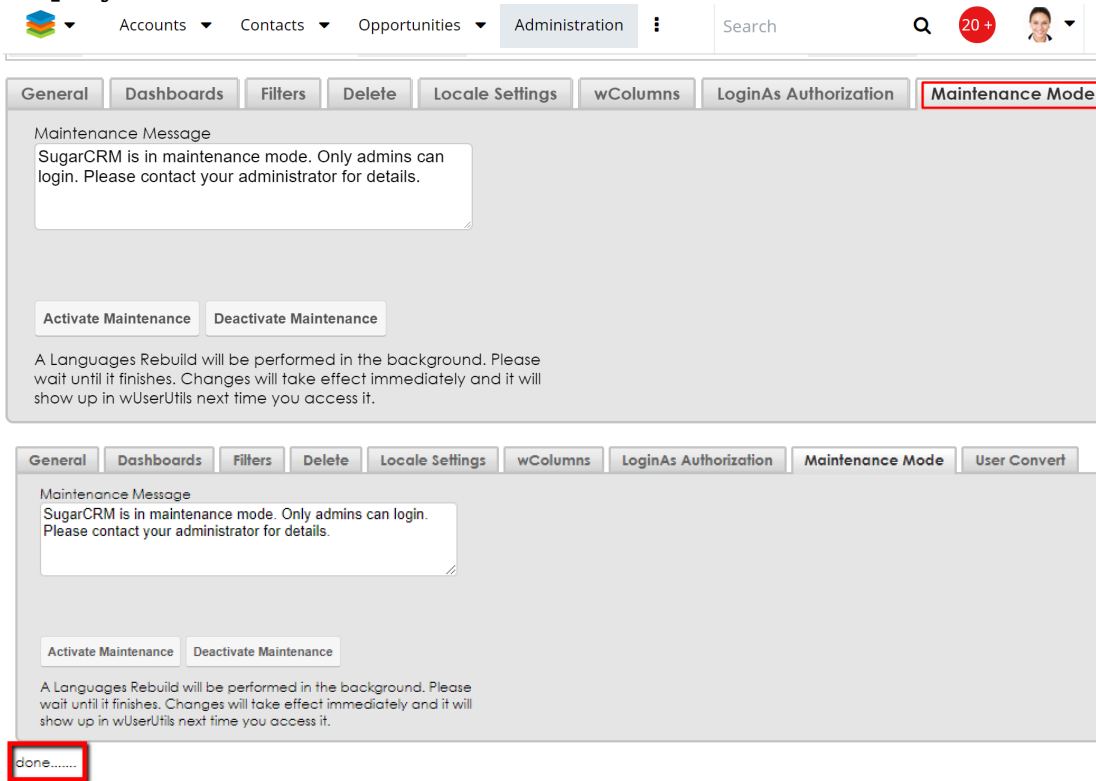 Accounts Contacts Opportunities Administration Search 20 +
General Dashboards Filters Delete Locale Settings wColumns LoginAs Authorization Maintenance Mode
Maintenance Message
SugarCRM is in maintenance mode. Only admins can
login. Please contact your administrator for details.
Activate Maintenance Deactivate Maintenance
A Languages Rebuild will be performed in the background. Please
wait until it finishes. Changes will take effect immediately and it will
show up in wUserUtils next time you access it.
General Dashboards Filters Delete Locale Settings wColumns LoginAs Authorization Maintenance Mode User Convert
Maintenance Message
SugarCRM is in maintenance mode. Only admins can login.
Please contact your administrator for details.
Activate Maintenance Deactivate Maintenance
A Languages Rebuild will be performed in the background. Please
wait until it finishes. Changes will take effect immediately and it will
show up in wUserUtils next time you access it.
done.......